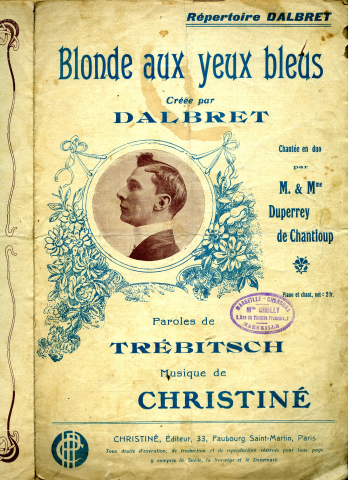 Répertoire DALBRET
Blonde aux yeux bleus
Créée par
DALBRET
Chantée en duo
par
M. & Mme
Duperrey
de Chantloup
Piano et chant, net : 2 fr.
MARSEILLE
Paroles de
TRÉBITSCH
Musique de
CHRISTINÉ
CHRISTINÉ, Éditeur, 33, Faubourg Saint-Martin, Paris
Tous droits d'exécution, de traduction et de reproduction réservés pour tous pays
y compris la Suède, la Norvège et le Danemark